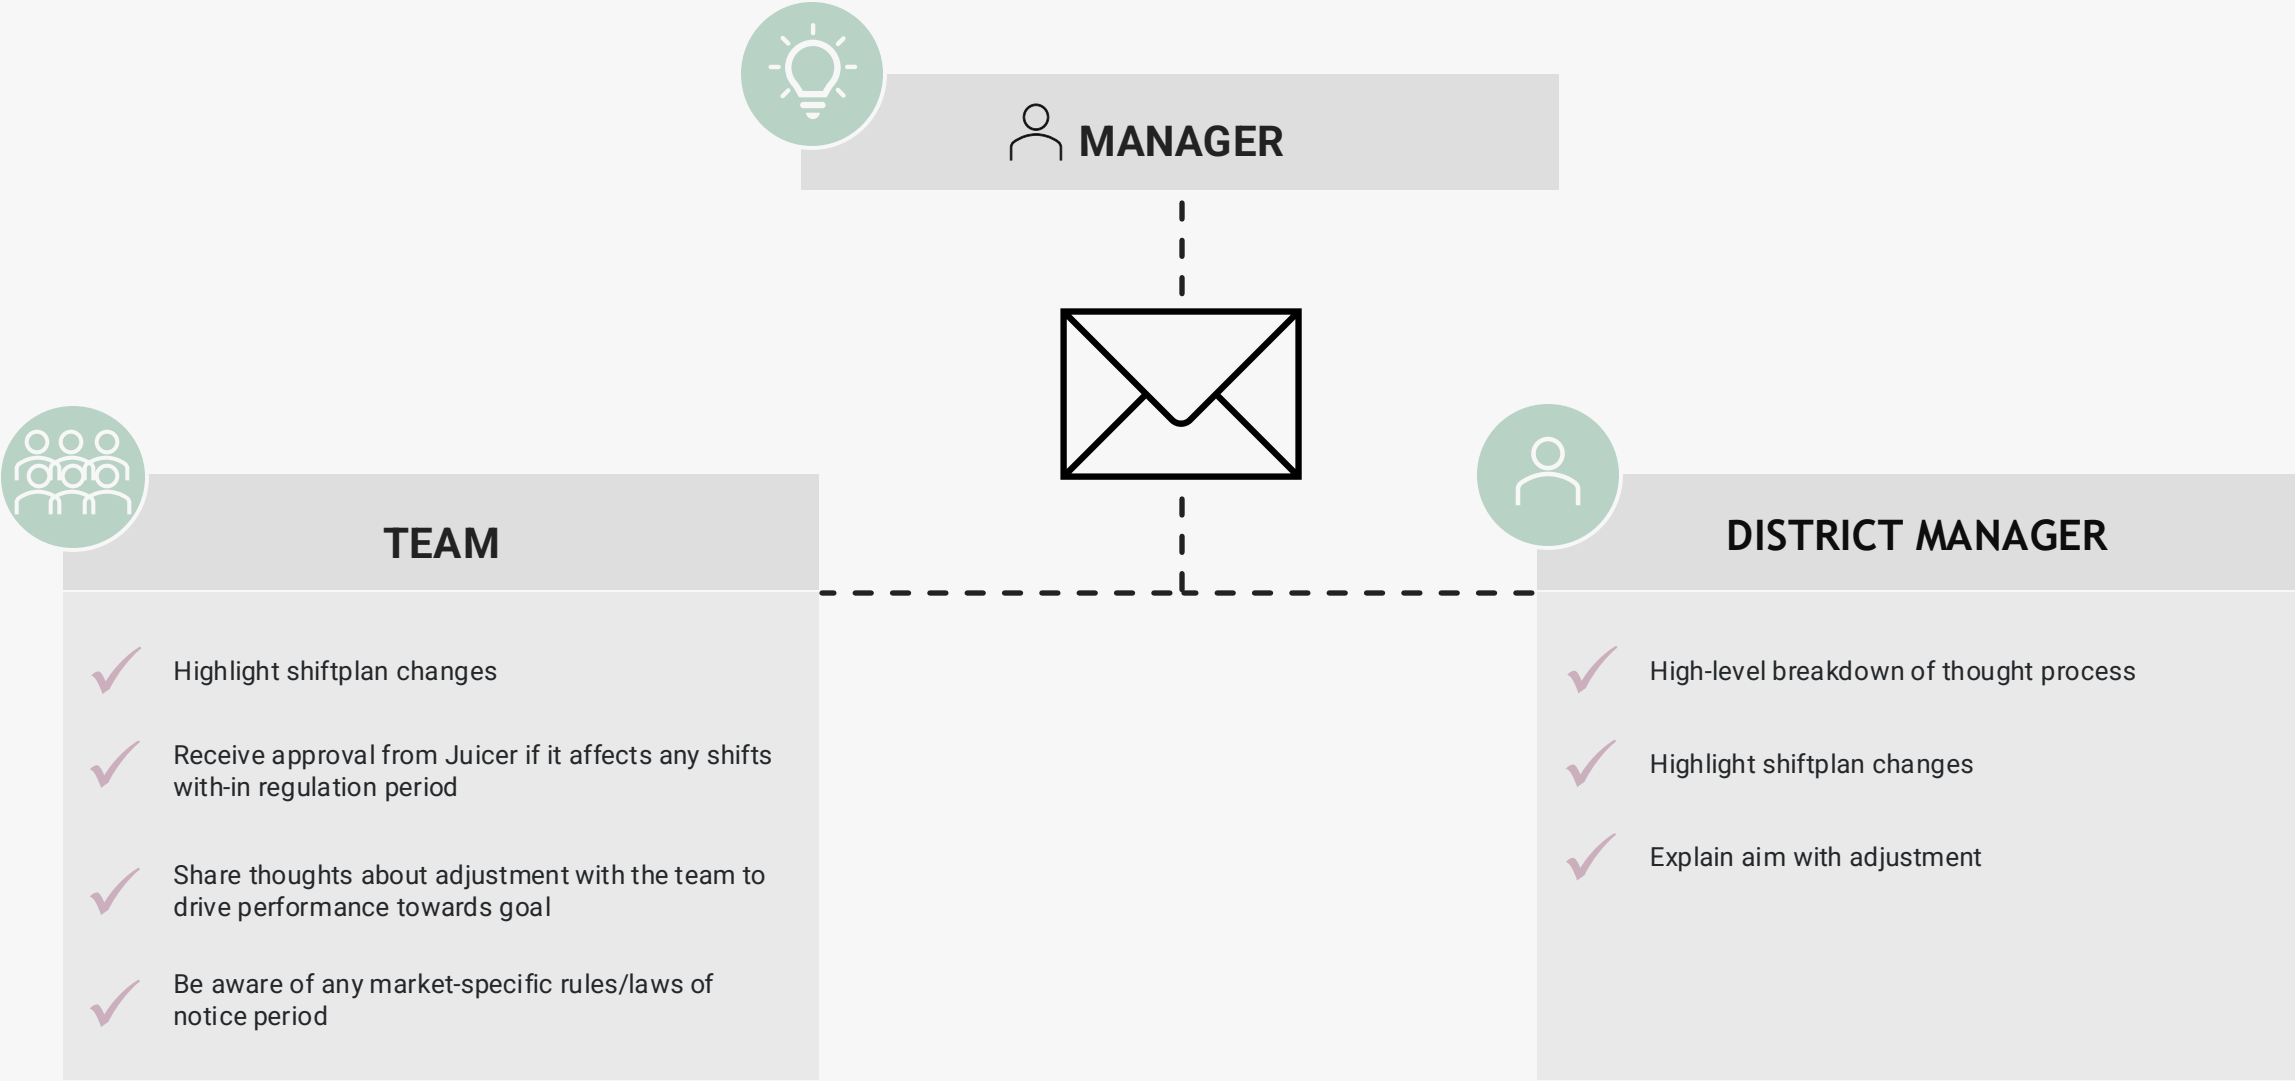 MANAGER
TEAM
Highlight shiftplan changes
Receive approval from Juicer if it affects any shifts
with-in regulation period
Share thoughts about adjustment with the team to
drive performance towards goal
Be aware of any market-specific rules/laws of
notice period
DISTRICT MANAGER
High-level breakdown of thought process
Highlight shiftplan changes
Explain aim with adjustment